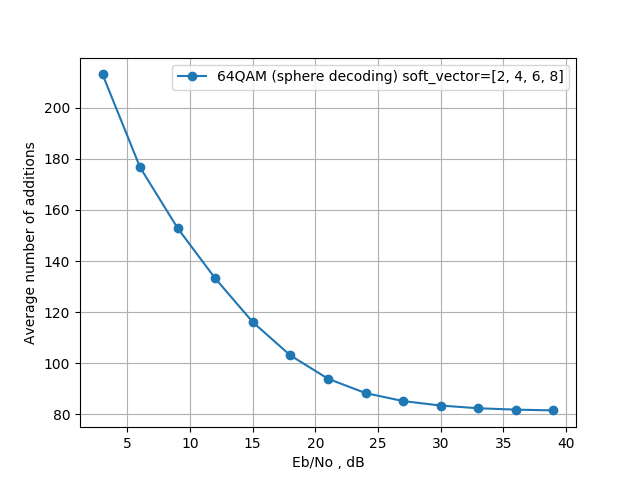 64QAM (sphere decoding) soft_vector=[2, 4, 6, 8]
200
180
160
140
120
100
80
Average number of additions
5 10 15 20 25 30 35 40
Eb/No , dB